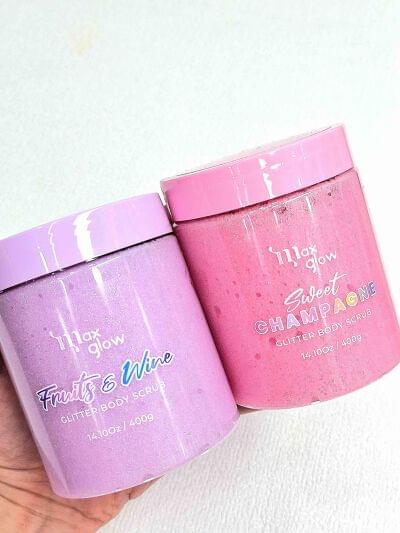 Max
glow
Fruits & Wine
GLITTER BODY SCRUB
14.10Oz / 400g
Max
glow
Sweet
CHAMPAGNE
GLITTER BODY SCRUB
14.10Oz / 400g